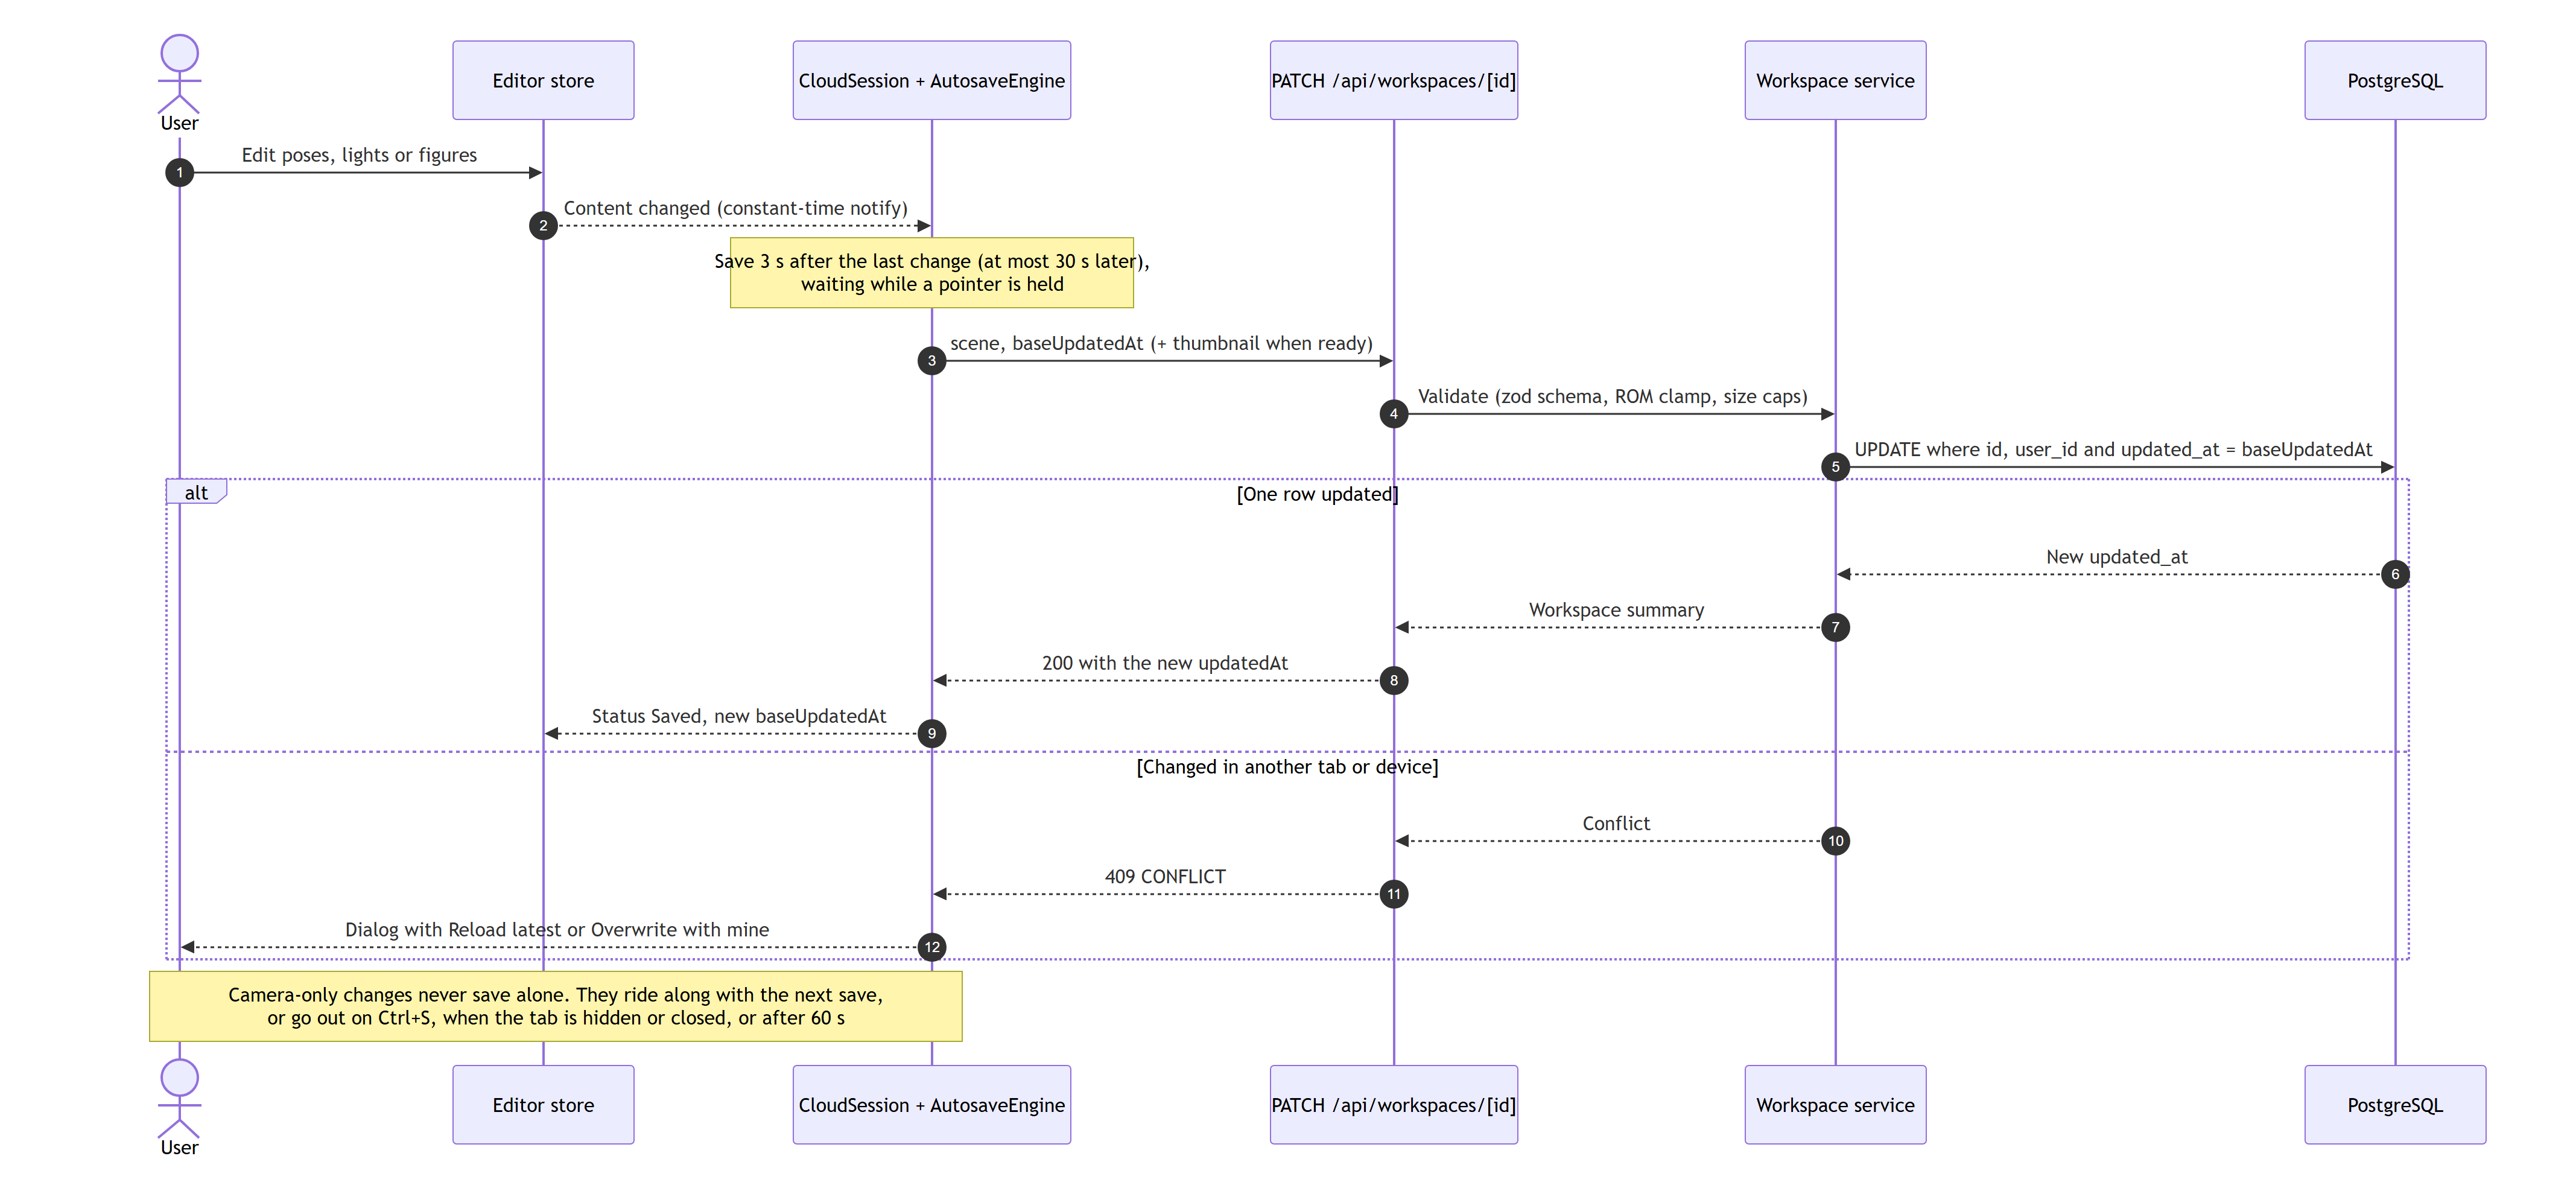 User
Editor store
CloudSession + AutosaveEngine
PATCH /api/workspaces/[id]
Workspace service
PostgreSQL
1
Edit poses, lights or figures
2
Content changed (constant-time notify)
Save 3 s after the last change (at most 30 s later),
waiting while a pointer is held
3
scene, baseUpdatedAt (+ thumbnail when ready)
4
Validate (zod schema, ROM clamp, size caps)
5
UPDATE where id, user_id and updated_at = baseUpdatedAt
alt
[One row updated]
New updated_at
6
Workspace summary
7
200 with the new updatedAt
8
Status Saved, new baseUpdatedAt
9
[Changed in another tab or device]
Conflict
10
409 CONFLICT
11
Dialog with Reload latest or Overwrite with mine
12
Camera-only changes never save alone. They ride along with the next save,
or go out on Ctrl+S, when the tab is hidden or closed, or after 60 s
User
Editor store
CloudSession + AutosaveEngine
PATCH /api/workspaces/[id]
Workspace service
PostgreSQL